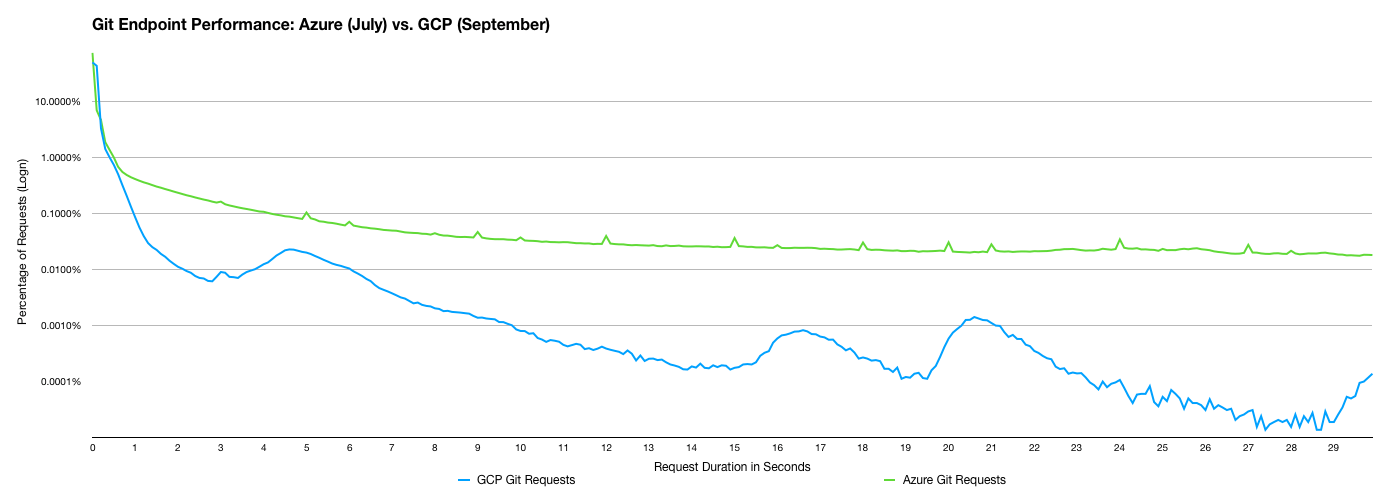 Git Endpoint Performance: Azure (July) vs. GCP (September)
Percentage of Requests (Logn)
10.0000%
1.0000%
0.1000%
0.0100%
0.0010%
0.0001%
0 1 2 3 4 5 6 7 8 9 10 11 12 13 14 15 16 17 18 19 20 21 22 23 24 25 26 27 28 29
Request Duration in Seconds
GCP Git Requests Azure Git Requests